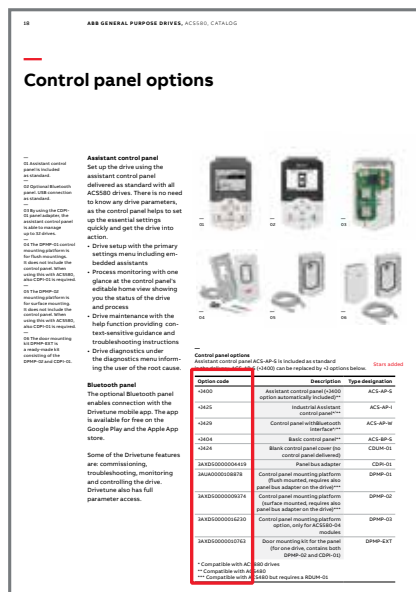 18
ABB GENERAL PURPOSE DRIVES, ACS580, CATALOG
Control panel options
—
01 Assistant control
panel is included
as standard.
—
02 Optional Bluetooth
panel. USB connection
as standard.
—
03 By using the CDPI-
01 panel adapter, the
assistant control panel
is able to manage
up to 32 drives.
—
04 The DPMP-01 control
mounting platform is
for flush mountings.
It does not include the
control panel. When
using this with ACS580,
also CDPI-01 is required.
—
05 The DPMP-02
mounting platform is
for surface mounting.
It does not include the
control panel. When
using this with ACS580,
also CDPI-01 is required.
—
06 The door mounting
kit DPMP-EXT is
a ready-made kit
consisting of the
DPMP-02 and CDPI-01.
Assistant control panel
Set up the drive using the
assistant control panel
delivered as standard with all
ACS580 drives. There is no need
to know any drive parameters,
as the control panel helps to set
up the essential settings
quickly and get the drive into
action.
• Drive setup with the primary
settings menu including em-
bedded assistants
• Process monitoring with one
glance at the control panel's
editable home view showing
you the status of the drive
and process
• Drive maintenance with the
help function providing con-
text-sensitive guidance and
troubleshooting instructions
• Drive diagnostics under
the diagnostics menu inform-
ing the user of the root cause.
Bluetooth panel
The optional Bluetooth panel
enables connection with the
Drivetune mobile app. The app
is available for free on the
Google Play and the Apple App
store.
Some of the Drivetune features
are: commissioning,
troubleshooting, monitoring
and controlling the drive.
Drivetune also has full
parameter access.
01
02
03
04
05
06
—
Control panel options
Assistant control panel ACS-AP-S is included as standard
in the delivery. ACS-AP-S (+J400) can be replaced by +J options below.
Stars added
Option code Description Type designation
+J400 Assistant control panel (+J400 ACS-AP-S
option automatically included)**
+J425 Industrial Assistant ACS-AP-I
control panel****
+J429 Control panel withBluetooth ACS-AP-W
interface****
+J404 Basic control panel** ACS-BP-S
+J424 Blank control panel cover (no CDUM-01
control panel delivered)
3AXD50000004419 Panel bus adapter CDPI-01
3AUA0000108878 Control panel mounting platform DPMP-01
(flush mounted, requires also
panel bus adapter on the drive)***
3AXD50000009374 Control panel mounting platform DPMP-02
(surface mounted, requires also
panel bus adapter on the drive)***
3AXD50000016230 Control panel mounting platform DPMP-03
option, only for ACS580-04
modules
3AXD50000010763 Door mounting kit for the panel DPMP-EXT
(for one drive, contains both
DPMP-02 and CDPI-01)
* Compatible with ACS380 drives
** Compatible with ACS480
*** Compatible with ACS480 but requires a RDUM-01